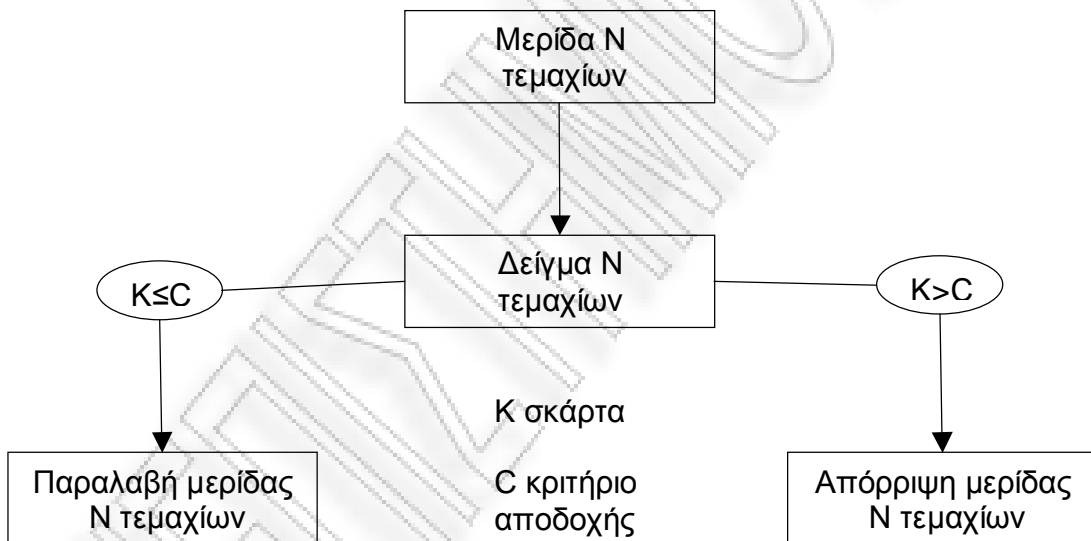 Μερίδα Ν
τεμαχίων
Δείγμα Ν
τεμαχίων
Κ≤C
Κ>C
Κ σκάρτα
Παραλαβή μερίδας
Ν τεμαχίων
C κριτήριο
αποδοχής
Απόρριψη μερίδας
Ν τεμαχίων